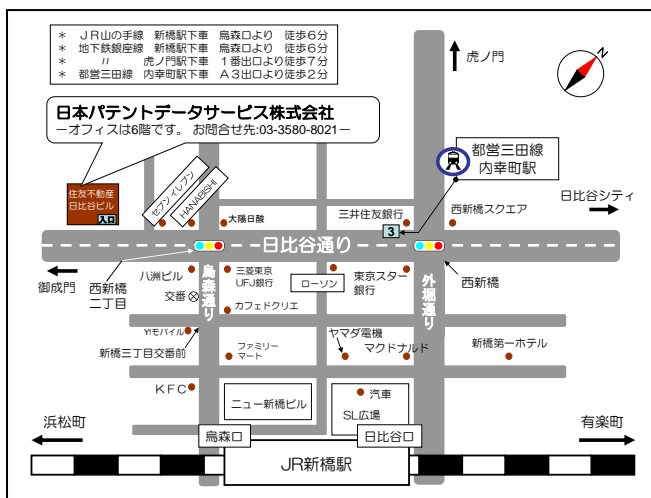 * ＪＲ山の手線 新橋駅下車 烏森口より 徒歩６分
* 地下鉄銀座線 新橋駅下車 烏森口より 徒歩６分
* 〃 虎ノ門駅下車 １番出口より徒歩７分
* 都営三田線 内幸町駅下車 Ａ３出口より徒歩２分
虎ノ門
N
日本パテントデータサービス株式会社
－オフィスは6階です。 お問合せ先:03-3580-8021－
都営三田線
内幸町駅
住友不動産
日比谷ビル
入口
セブンイレブン
HANABISHI
大陽日酸
三井住友銀行
3
西新橋スクエア
日比谷シティ
日比谷通り
御成門
西新橋
二丁目
八洲ビル
交番
烏森通り
三菱東京
UFJ銀行
カフェドクリエ
ローソン
東京スター
銀行
外堀通り
西新橋
Y!モバイル
新橋三丁目交番前
ファミリー
マート
ヤマダ電機
マクドナルド
新橋第一ホテル
ＫＦＣ
ニュー新橋ビル
汽車
SL広場
浜松町
烏森口
日比谷口
有楽町
JR新橋駅